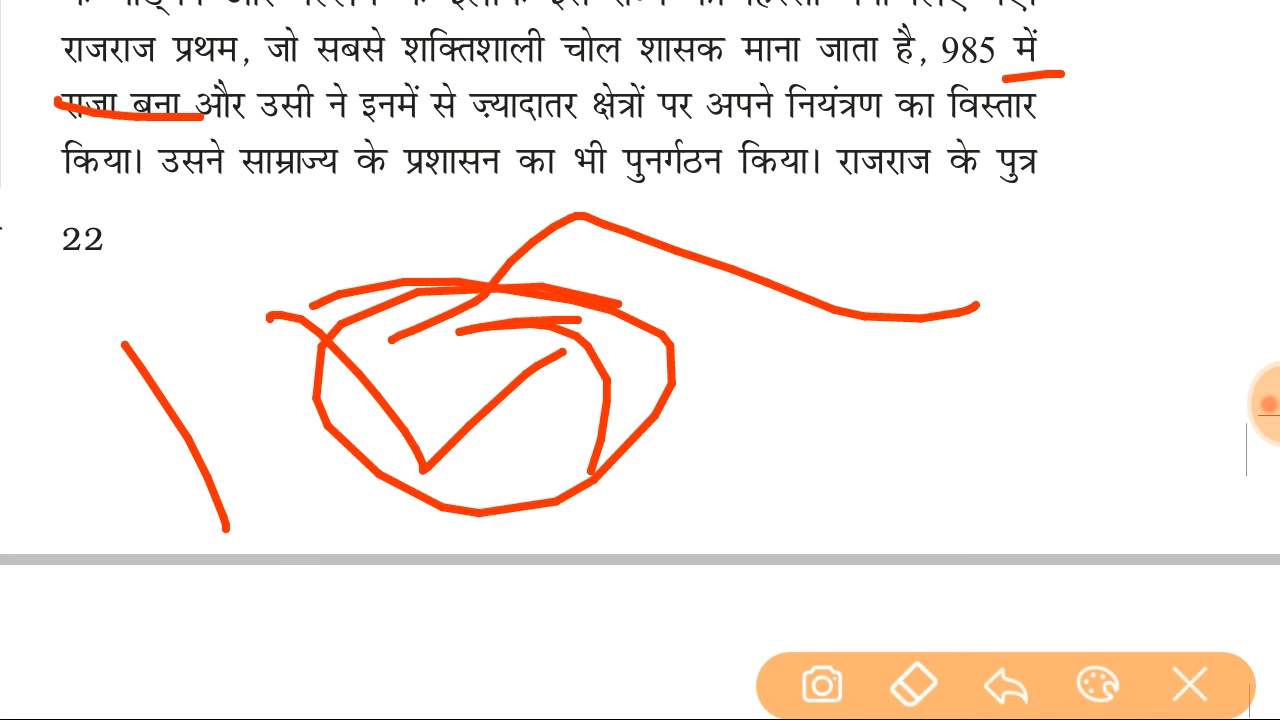 राजराज प्रथम, जो सबसे शक्तिशाली चोल शासक माना जाता है, 985 में
राजा बना और उसी ने इनमें से ज़्यादातर क्षेत्रों पर अपने नियंत्रण का विस्तार
किया। उसने साम्राज्य के प्रशासन का भी पुनर्गठन किया। राजराज के पुत्र
22